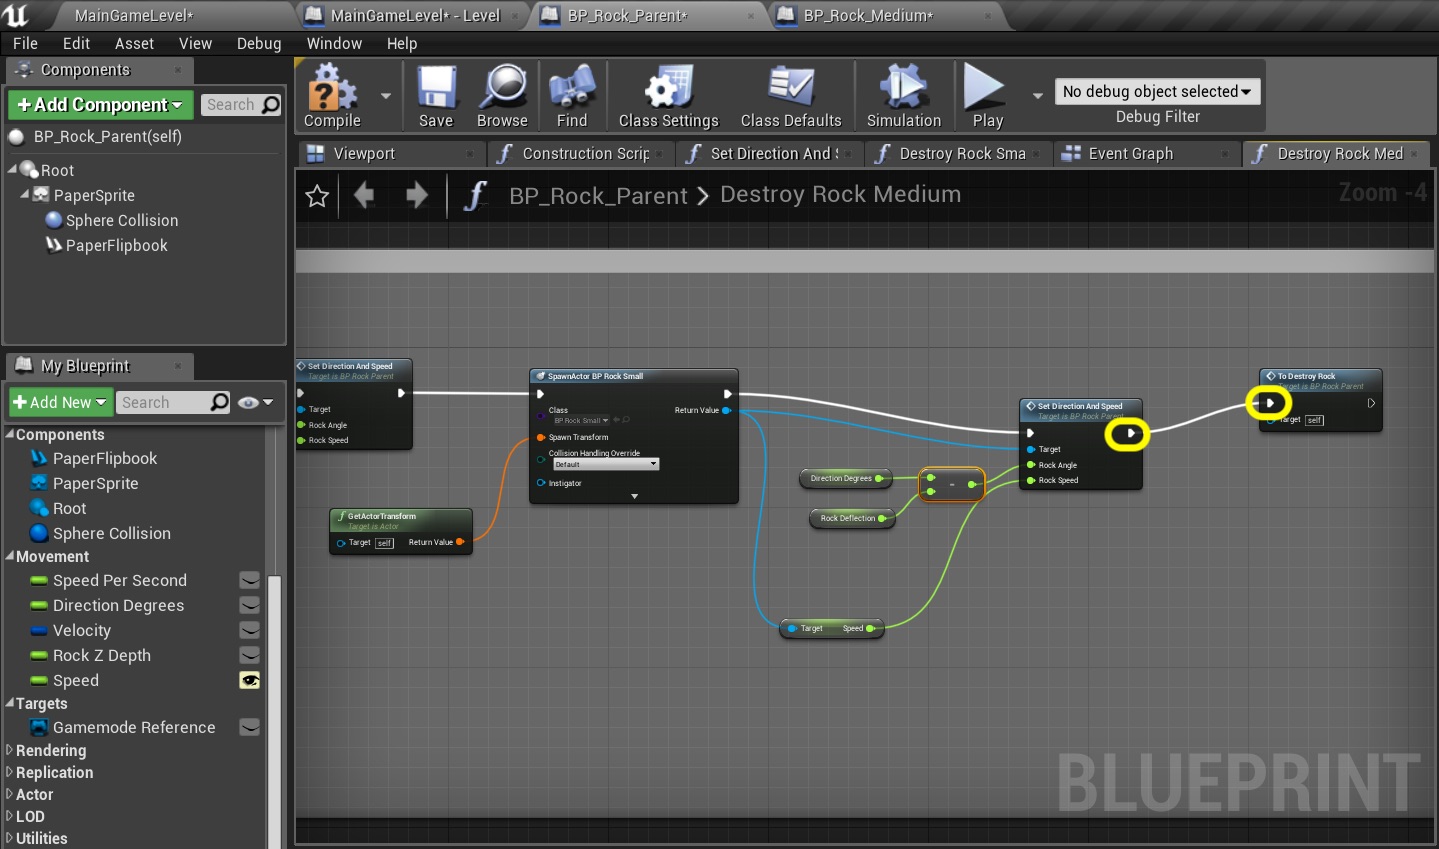 MainGameLevel*
MainGameLevel* - Level
BP_Rock_Parent*
BP_Rock_Medium*
File Edit Asset View Debug Window Help
Components
Add Component
Search
BP_Rock_Parent(self)
Root
PaperSprite
Sphere Collision
PaperFlipbook
Compile
Save
Browse
Find
Class Settings
Class Defaults
Simulation
Play
No debug object selected
Debug Filter
Viewport
Construction Scrip
Set Direction And S
Destroy Rock Sma
Event Graph
Destroy Rock Med
BP_Rock_Parent > Destroy Rock Medium
Zoom -4
My Blueprint
Add New
Search
Components
PaperFlipbook
PaperSprite
Root
Sphere Collision
Movement
Speed Per Second
Direction Degrees
Velocity
Rock Z Depth
Speed
Targets
Gamemode Reference
Rendering
Replication
Actor
LOD
Utilities
Set Direction And Speed
Target is BP Rock Parent
Target
Rock Angle
Rock Speed
GetActorTransform
Target is Actor
Target self Return Value
SpawnActor BP Rock Small
Class
BP Rock Small
Return Value
Spawn Transform
Collision Handling Override
Default
Instigator
Direction Degrees
Rock Deflection
-
Target Speed
Set Direction And Speed
Target is BP Rock Parent
Target
Rock Angle
Rock Speed
To Destroy Rock
Target is BP Rock Parent
Target self
BLUEPRINT